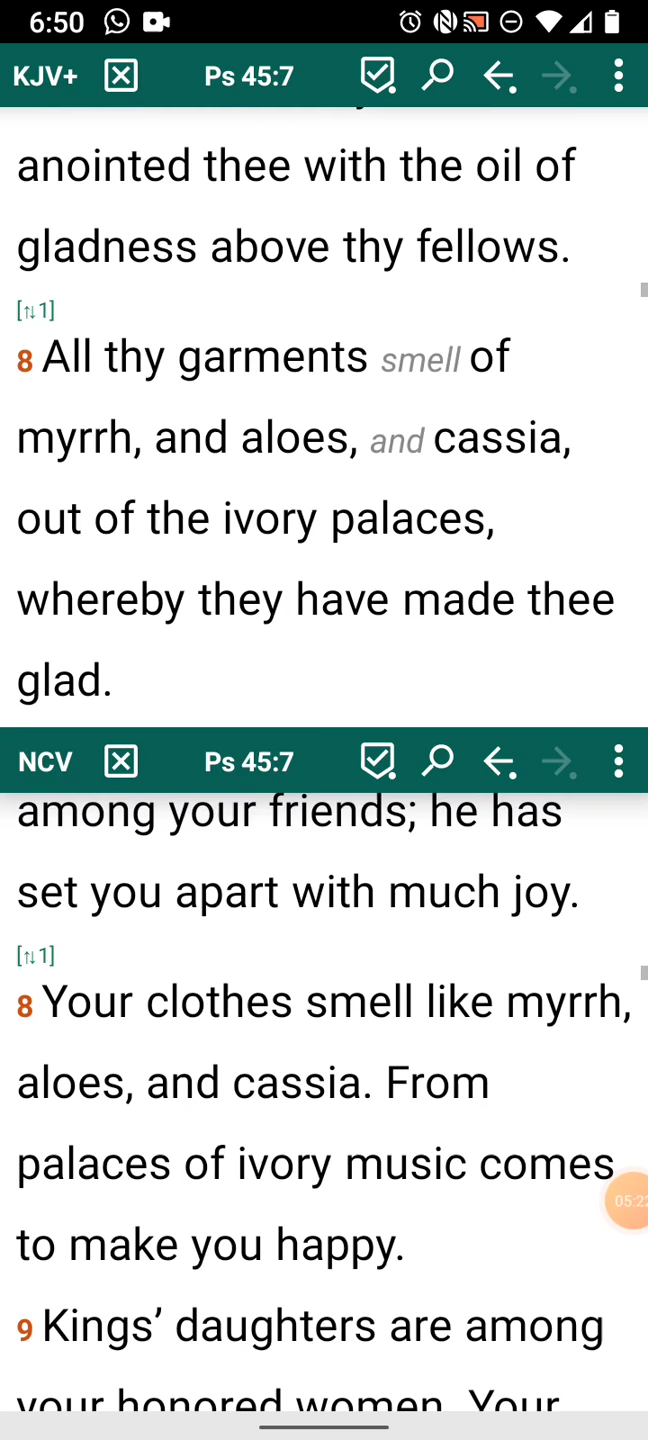 6:50
KJV+ Ps 45:7
anointed thee with the oil of
gladness above thy fellows.
[⇅1]
8 All thy garments smell of
myrrh, and aloes, and cassia,
out of the ivory palaces,
whereby they have made thee
glad.
NCV Ps 45:7
among your friends; he has
set you apart with much joy.
[⇅1]
8 Your clothes smell like myrrh,
aloes, and cassia. From
palaces of ivory music comes
to make you happy.
9 Kings’ daughters are among
your honored women. Your